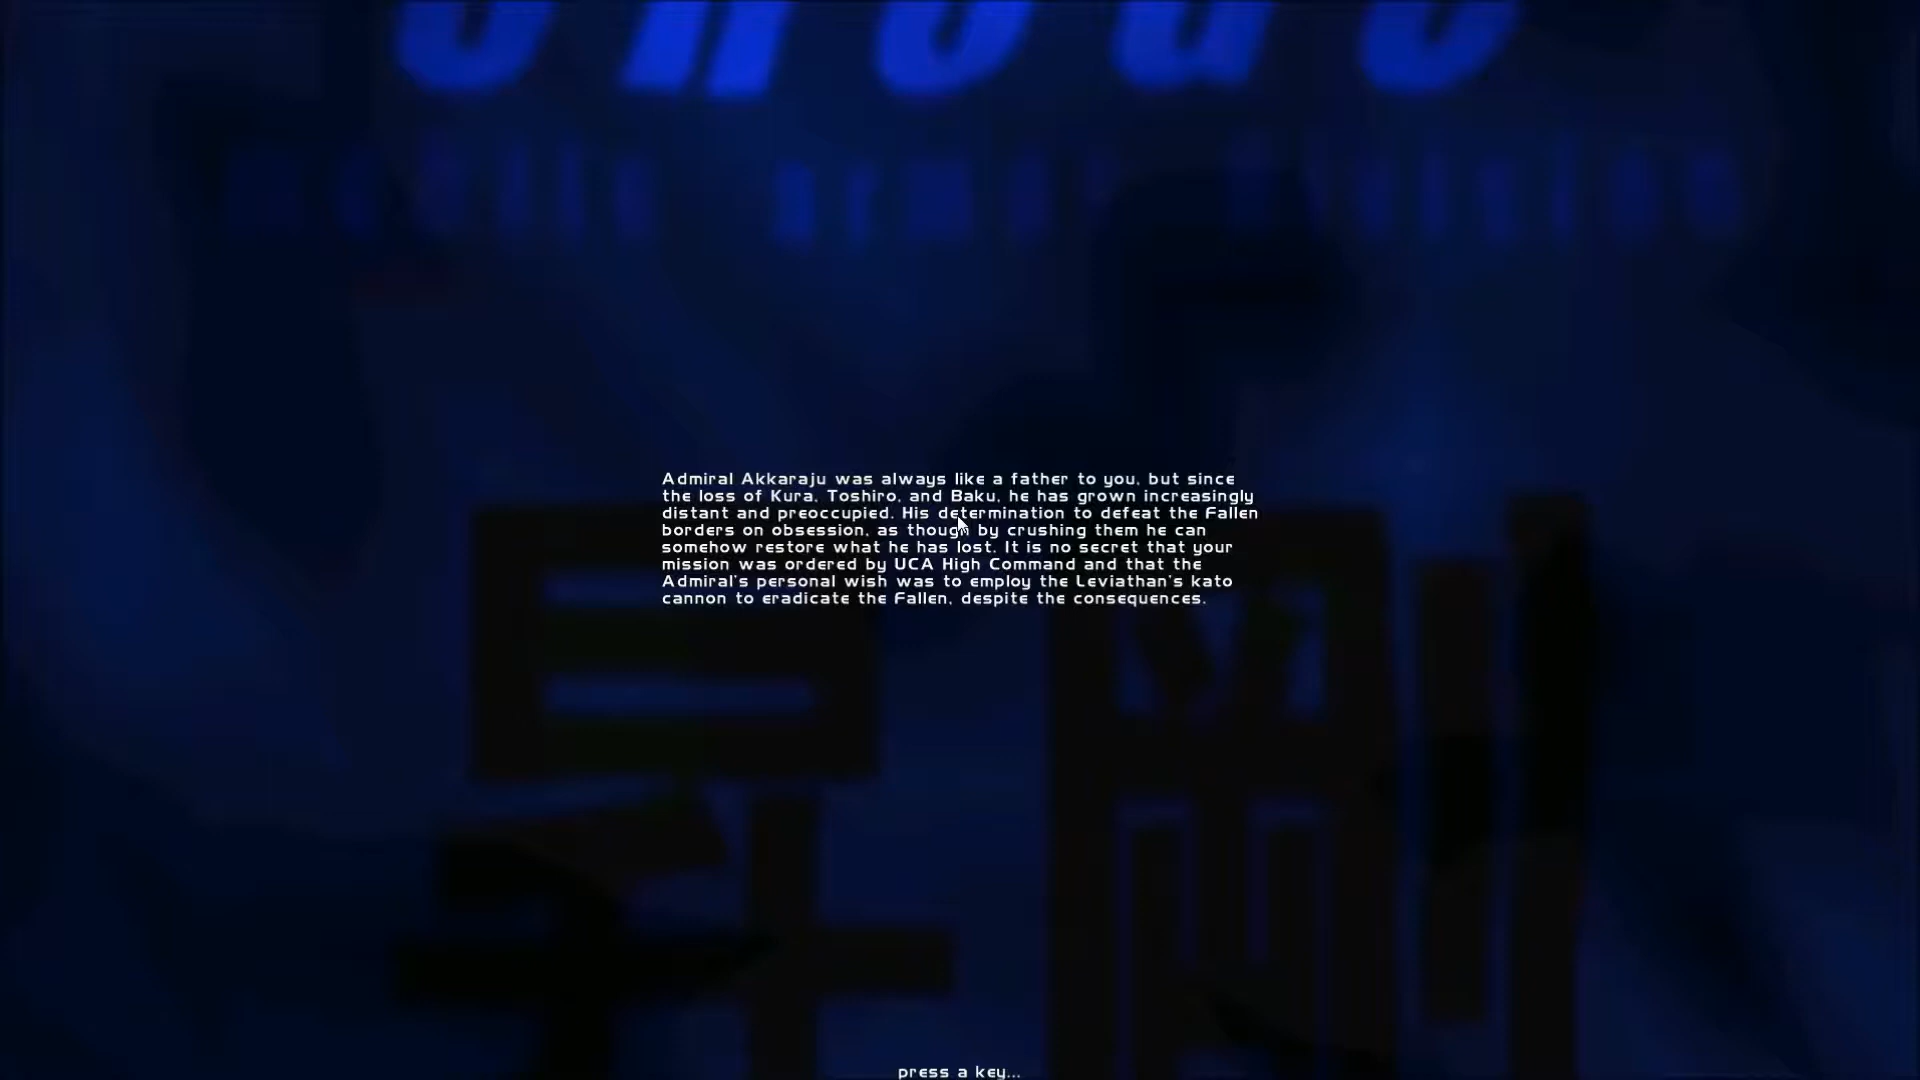 Admiral Akkaraju was always like a father to you, but since
the loss of Kura, Toshiro, and Baku, he has grown increasingly
distant and preoccupied. His determination to defeat the Fallen
borders on obsession, as though by crushing them he can
somehow restore what he has lost. It is no secret that your
mission was ordered by UCA High Command and that the
Admiral's personal wish was to employ the Leviathan's kato
cannon to eradicate the Fallen, despite the consequences.
press a key...